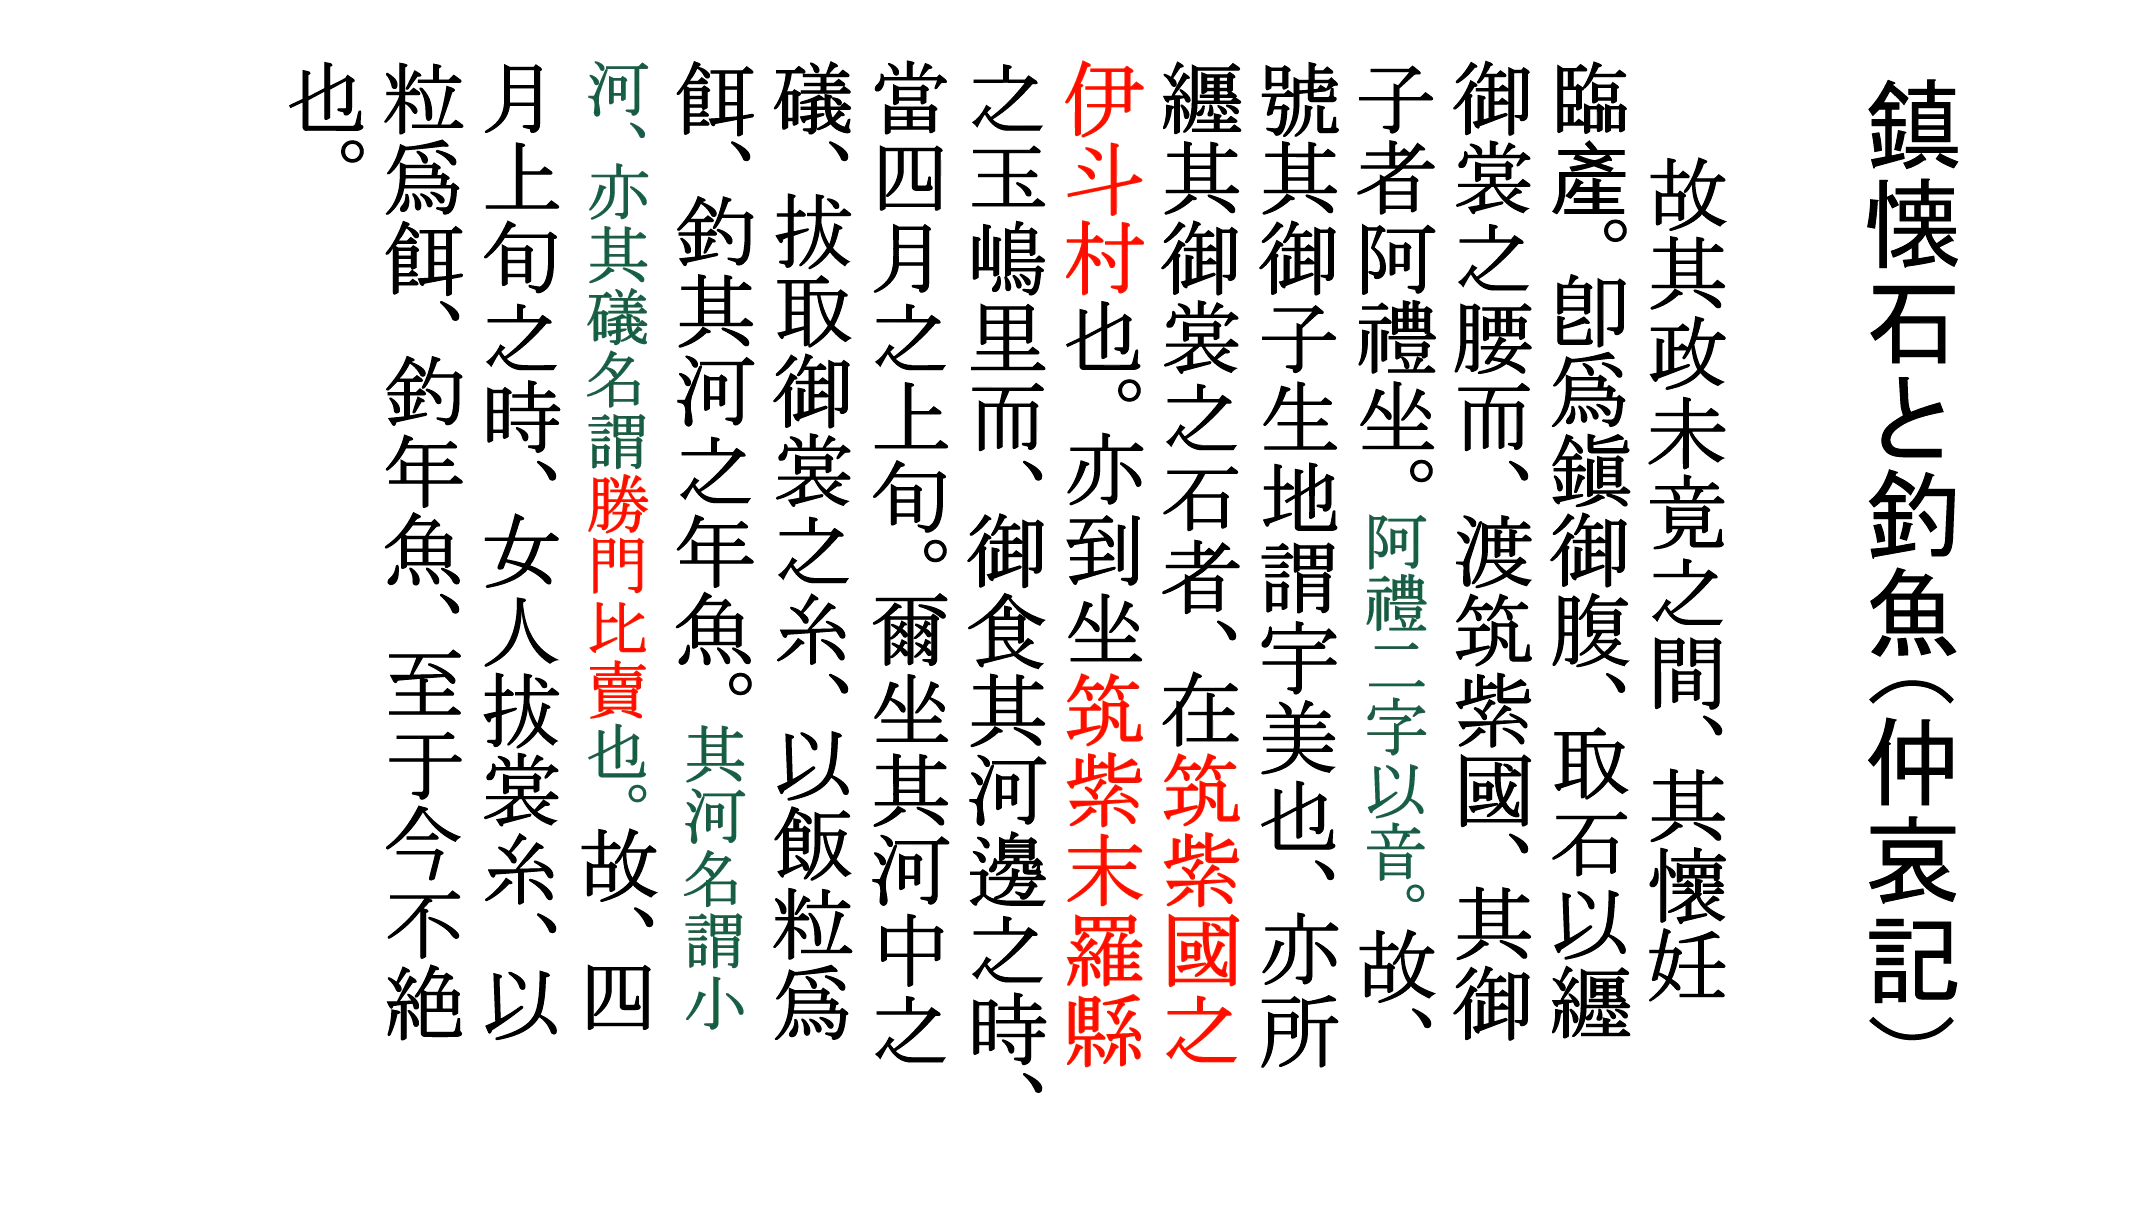 鎮懐石と釣魚（仲哀記）
故其政未竟之間、其懷妊
臨產。卽爲鎭御腹、取石以纒
御裳之腰而、渡筑紫國、其御
子者阿禮坐。阿禮二字以音。故、
號其御子生地謂宇美也、亦所
纒其御裳之石者、在筑紫國之
伊斗村也。亦到坐筑紫末羅縣
之玉嶋里而、御食其河邊之時、
當四月之上旬。爾坐其河中之
礒、拔取御裳之糸、以飯粒爲
餌、釣其河之年魚。其河名謂小
河、亦其礒名謂勝門比賣也。故、四
月上旬之時、女人拔裳糸、以
粒爲餌、釣年魚、至于今不絶
也。